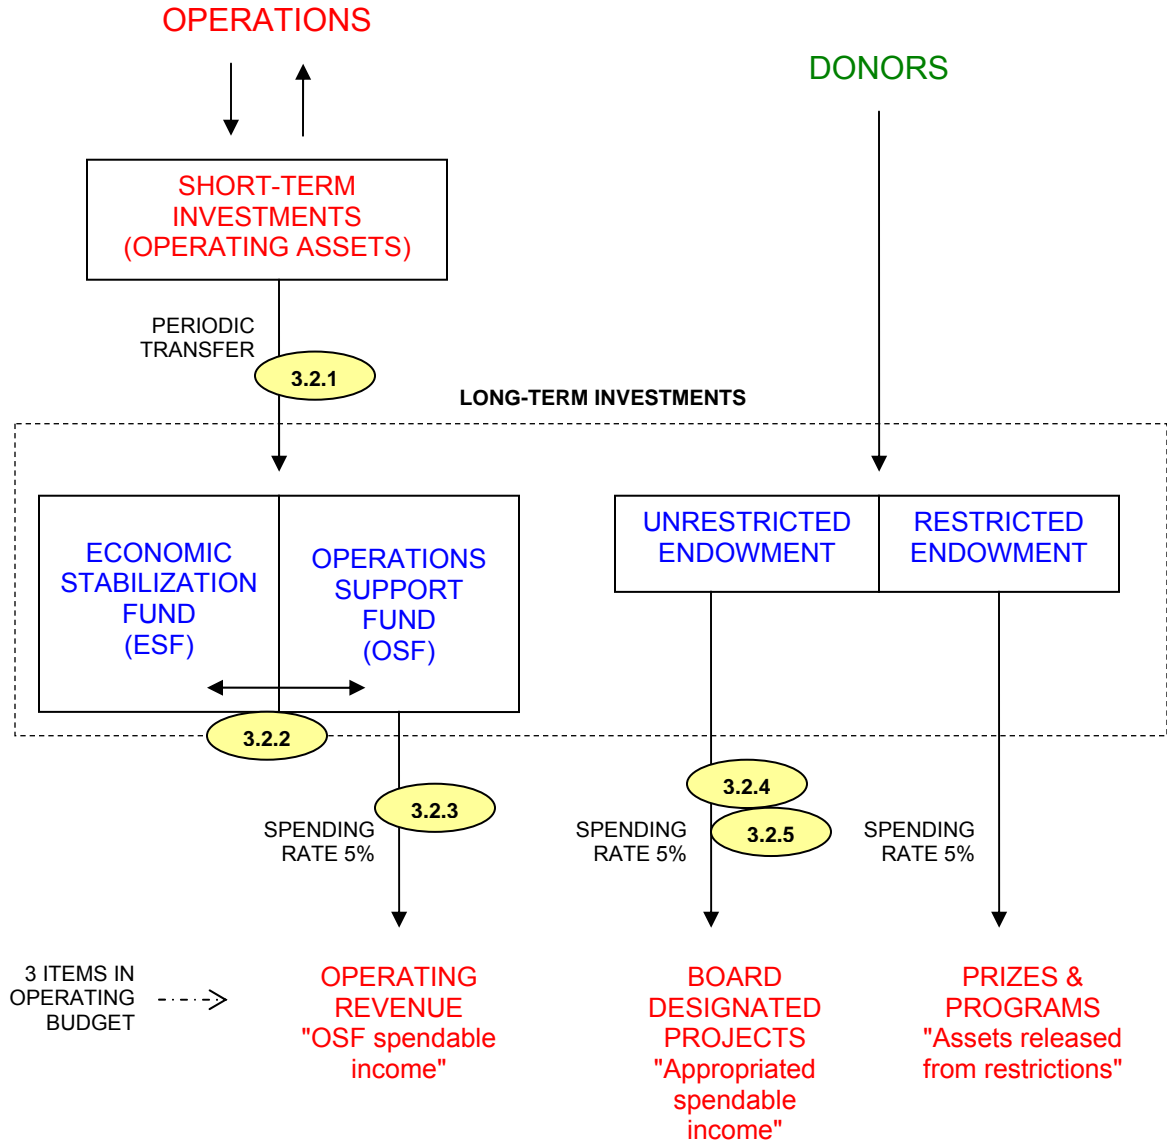 OPERATIONS
DONORS
SHORT-TERM
INVESTMENTS
(OPERATING ASSETS)
PERIODIC
TRANSFER
3.2.1
LONG-TERM INVESTMENTS
ECONOMIC
STABILIZATION
FUND
(ESF)
OPERATIONS
SUPPORT
FUND
(OSF)
UNRESTRICTED
ENDOWMENT
RESTRICTED
ENDOWMENT
3.2.2
3.2.3
SPENDING
RATE 5%
3.2.4
3.2.5
SPENDING
RATE 5%
SPENDING
RATE 5%
3 ITEMS IN
OPERATING
BUDGET
OPERATING
REVENUE
"OSF spendable
income"
BOARD
DESIGNATED
PROJECTS
"Appropriated
spendable
income"
PRIZES &
PROGRAMS
"Assets released
from restrictions"